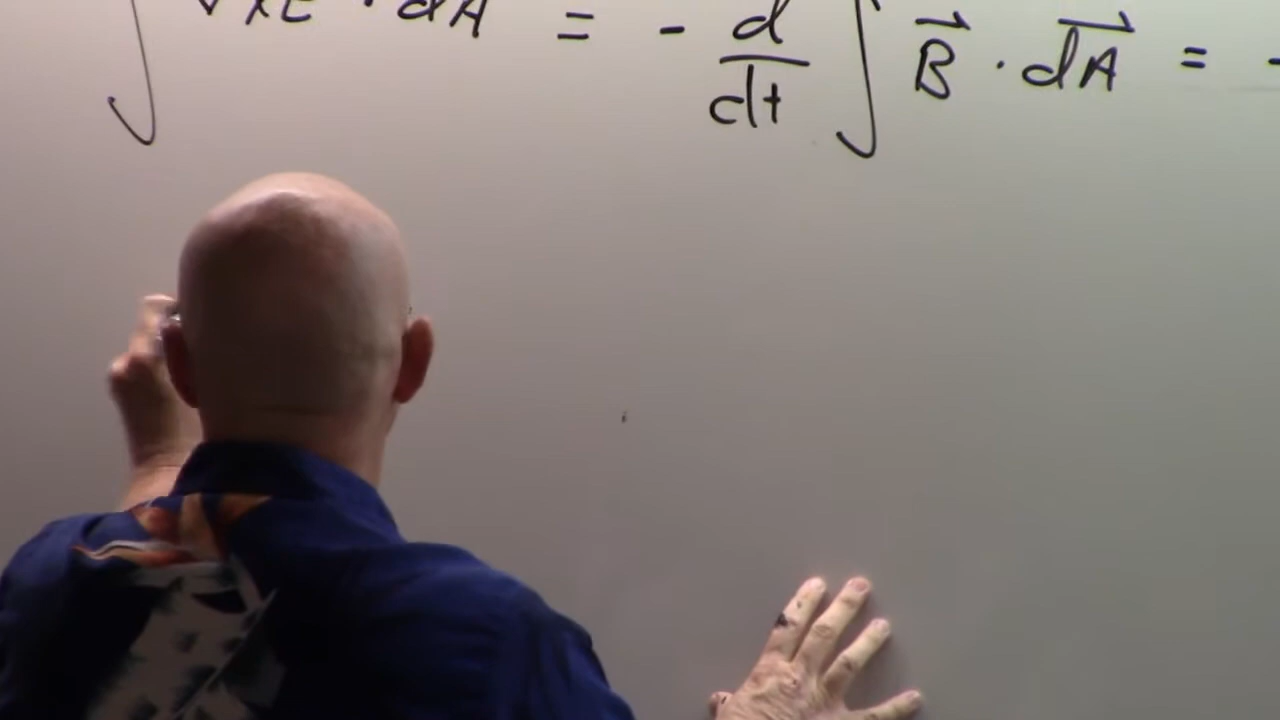 ∫ ∇ × E · dA = - d/dt ∫ B⃗ · dA⃗ = -